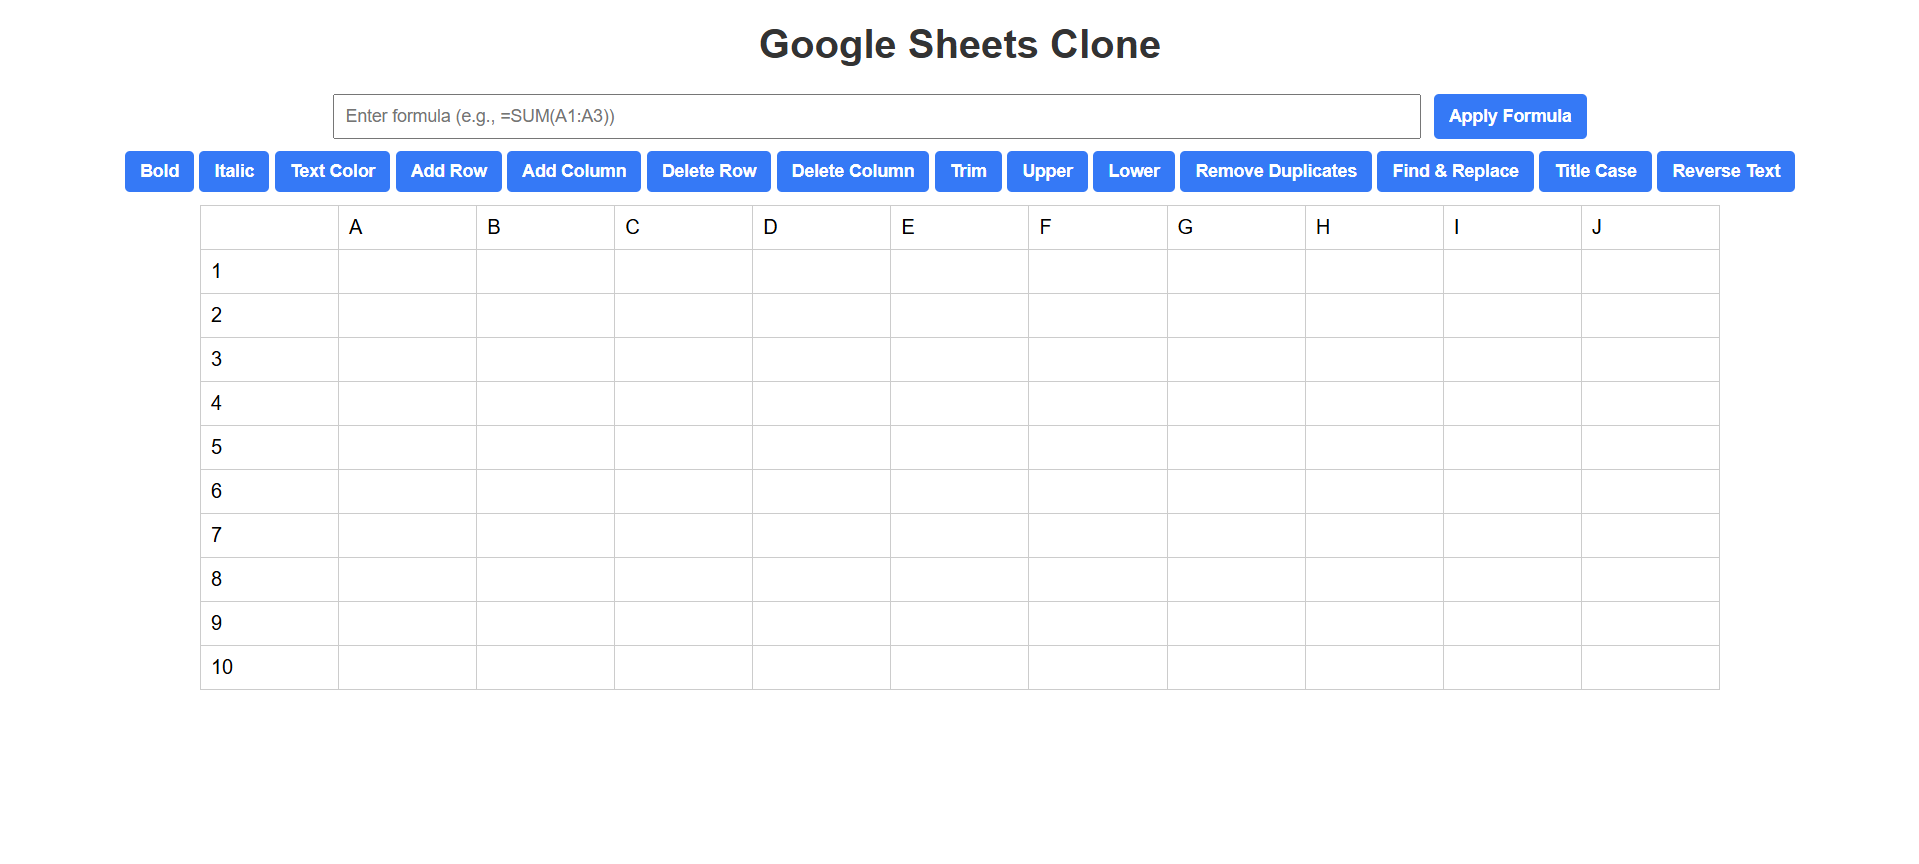 Google Sheets Clone
Enter formula (e.g., =SUM(A1:A3)) Apply Formula
Bold Italic Text Color Add Row Add Column Delete Row Delete Column Trim Upper Lower Remove Duplicates Find & Replace Title Case Reverse Text
A B C D E F G H I J
1
2
3
4
5
6
7
8
9
10